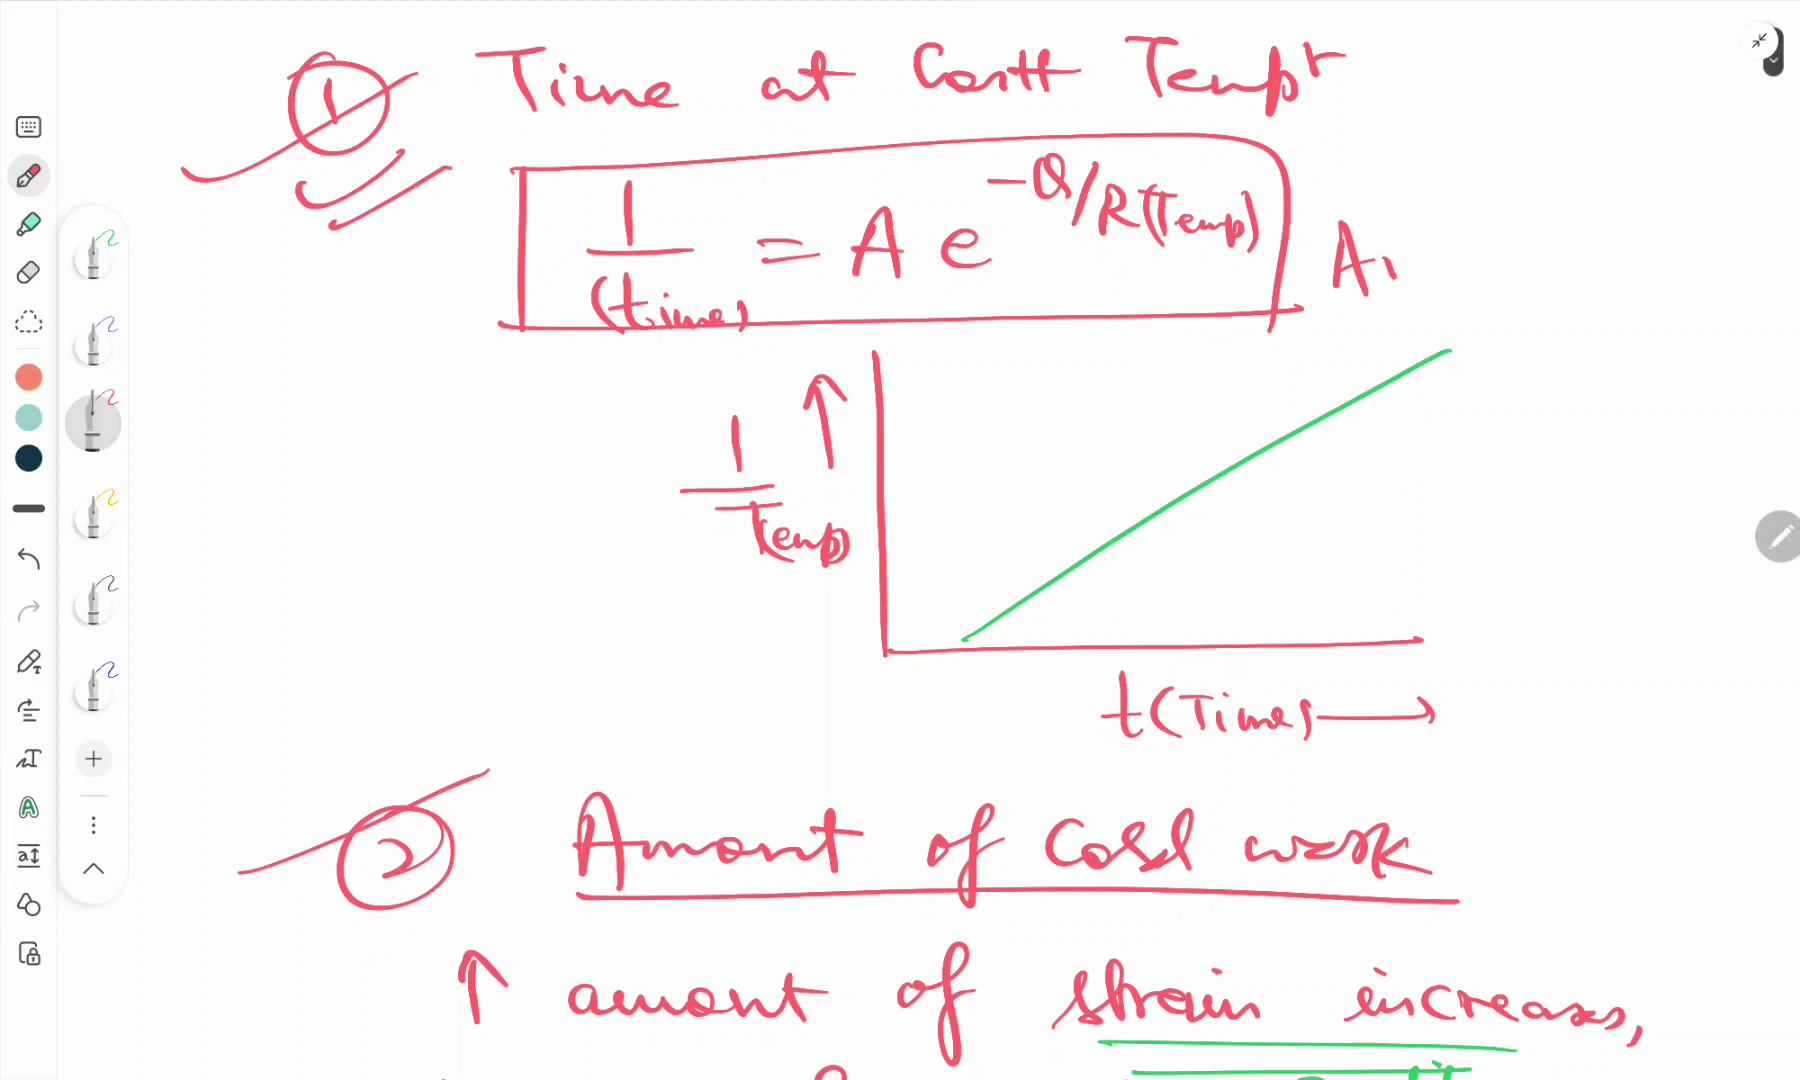 1 Time at Constt Tempr
1/(time) = A e^-Q/R(Temp) A,
1/Temp ↑
t(Time) →
2 Amount of Cold work
↑ amount of strain increases,